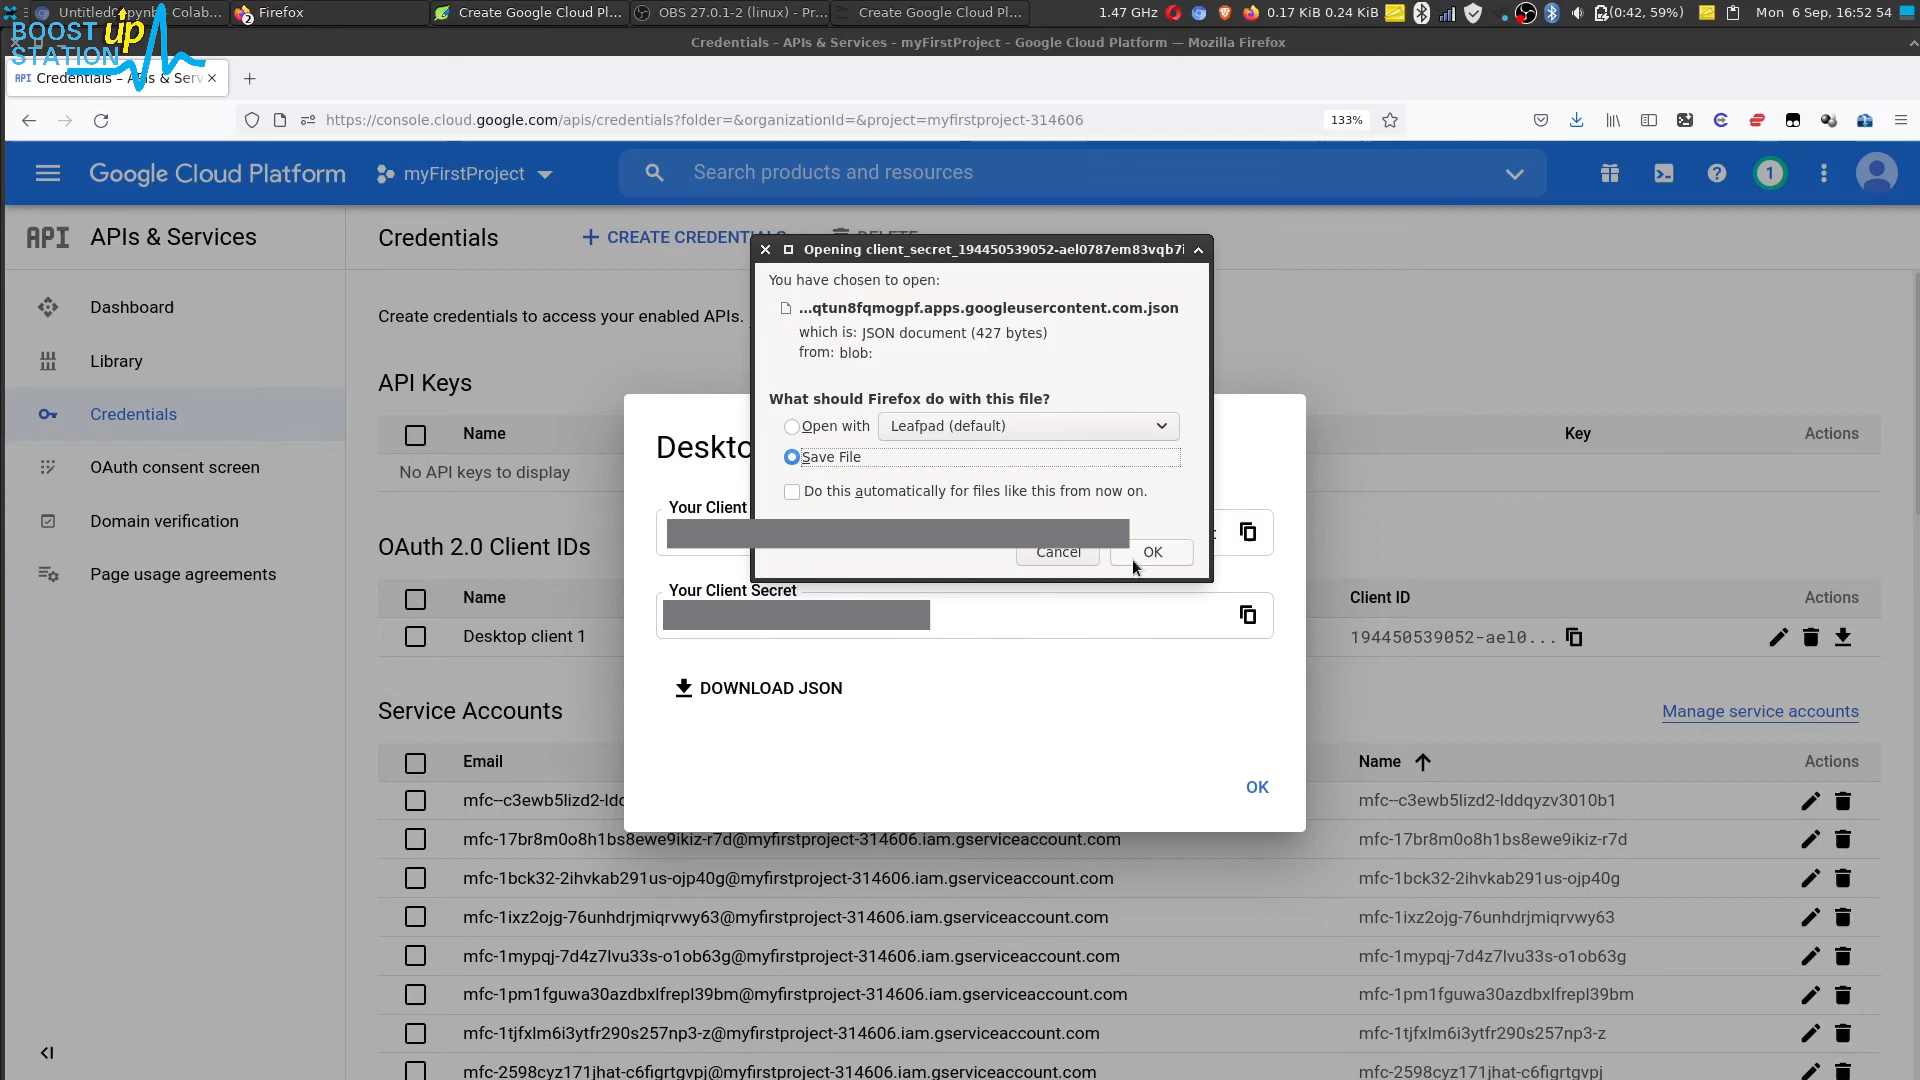 Untitled2.ipynb - Colab...
Firefox
2
Create Google Cloud Pl...
OBS 27.0.1-2 (linux) - Pr...
Create Google Cloud Pl...
1.47 GHz
0.17 KiB 0.24 KiB
(0:42, 59%)
Mon 6 Sep, 16:52 54
BOOST up
STATION
Credentials - APIs & Services - myFirstProject - Google Cloud Platform — Mozilla Firefox
API Credentials – APIs & Serv
https://console.cloud.google.com/apis/credentials?folder=&organizationId=&project=myfirstproject-314606
133%
Google Cloud Platform
myFirstProject
Search products and resources
1
API APIs & Services
Credentials
CREATE CREDENTIALS
DELETE
Dashboard
Library
Credentials
OAuth consent screen
Domain verification
Page usage agreements
Create credentials to access your enabled APIs.
API Keys
Name
Key
Actions
No API keys to display
OAuth 2.0 Client IDs
Name
Client ID
Actions
Desktop client 1
194450539052-ael0...
Service Accounts
Manage service accounts
Email
Name
Actions
mfc--c3ewb5lizd2-ldd
mfc--c3ewb5lizd2-lddqyzv3010b1
mfc-17br8m0o8h1bs8ewe9ikiz-r7d@myfirstproject-314606.iam.gserviceaccount.com
mfc-17br8m0o8h1bs8ewe9ikiz-r7d
mfc-1bck32-2ihvkab291us-ojp40g@myfirstproject-314606.iam.gserviceaccount.com
mfc-1bck32-2ihvkab291us-ojp40g
mfc-1ixz2ojg-76unhdrjmiqrvwy63@myfirstproject-314606.iam.gserviceaccount.com
mfc-1ixz2ojg-76unhdrjmiqrvwy63
mfc-1mypqj-7d4z7lvu33s-o1ob63g@myfirstproject-314606.iam.gserviceaccount.com
mfc-1mypqj-7d4z7lvu33s-o1ob63g
mfc-1pm1fguwa30azdbxlfrepl39bm@myfirstproject-314606.iam.gserviceaccount.com
mfc-1pm1fguwa30azdbxlfrepl39bm
mfc-1tjfxlm6i3ytfr290s257np3-z@myfirstproject-314606.iam.gserviceaccount.com
mfc-1tjfxlm6i3ytfr290s257np3-z
mfc-2598cyz171jhat-c6figrtgvpj@myfirstproject-314606.iam.gserviceaccount.com
mfc-2598cyz171jhat-c6figrtgvpj
Deskto
Your Client
Your Client Secret
DOWNLOAD JSON
OK
Opening client_secret_194450539052-ael0787em83vqb7i
You have chosen to open:
...qtun8fqmogpf.apps.googleusercontent.com.json
which is: JSON document (427 bytes)
from: blob:
What should Firefox do with this file?
Open with
Leafpad (default)
Save File
Do this automatically for files like this from now on.
Cancel
OK